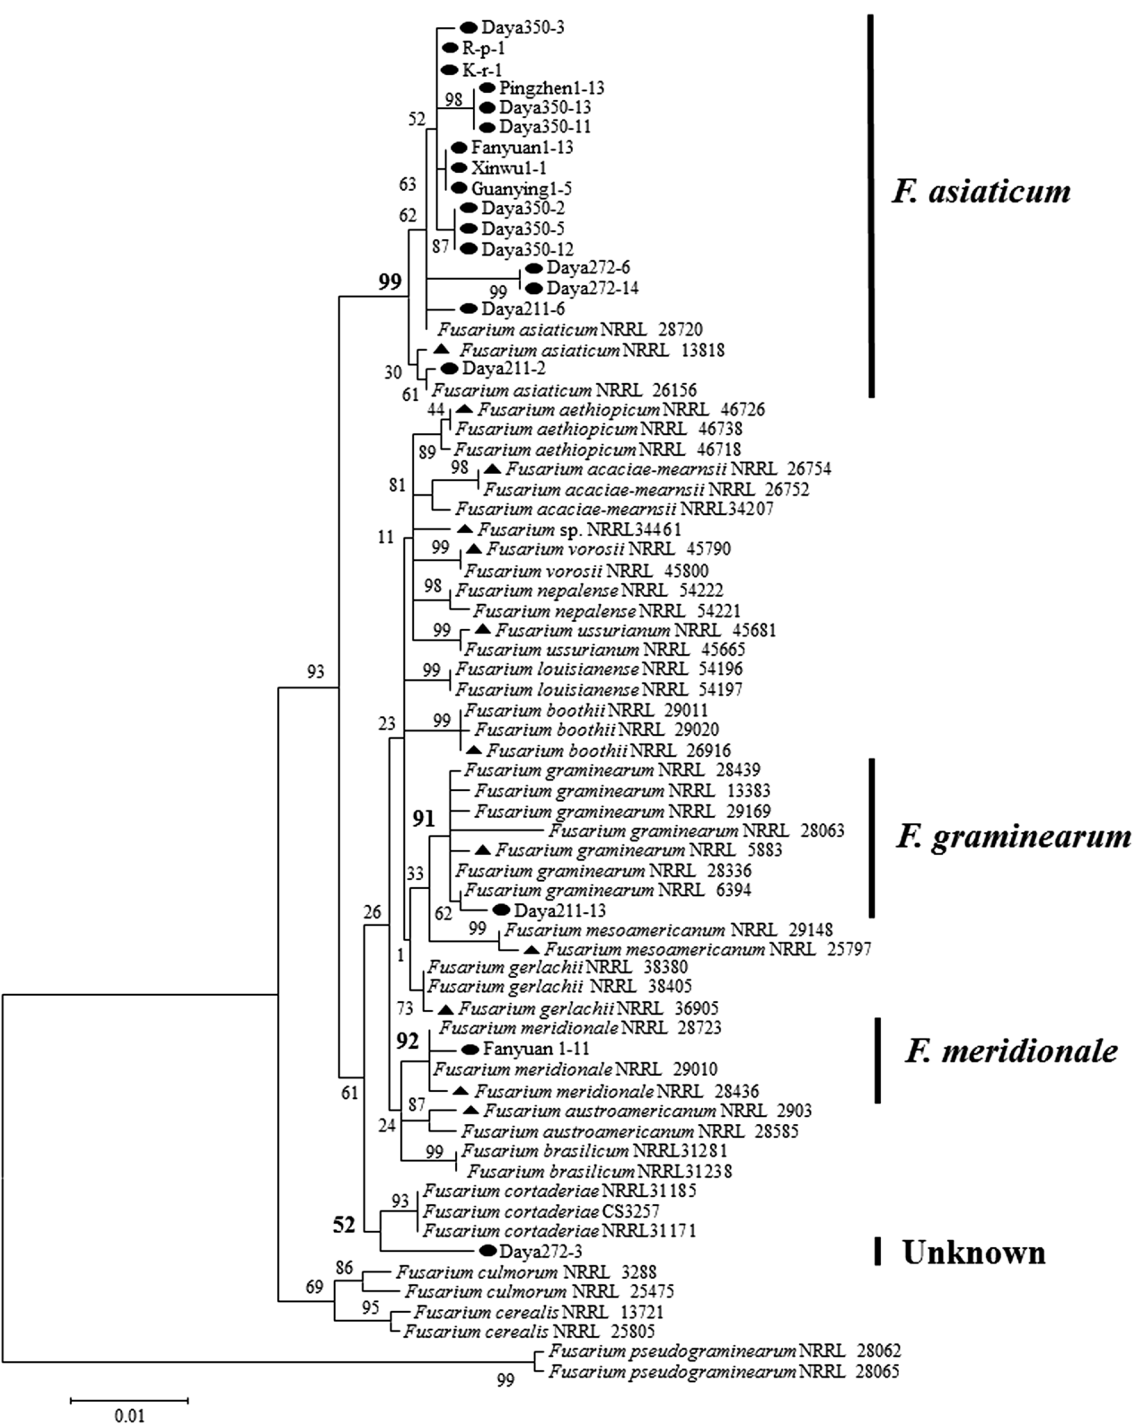 Daya350-3
R-p-1
K-r-1
Pingzhen1-13
98
Daya350-13
52
Daya350-11
Fanyuan1-13
Xinwu1-1
63
Guanying1-5
F. asiaticum
62
Daya350-2
Daya350-5
87
Daya350-12
Daya272-6
99
99
Daya272-14
Daya211-6
Fusarium asiaticum NRRL 28720
Fusarium asiaticum NRRL 13818
30
Daya211-2
61
Fusarium asiaticum NRRL 26156
44
Fusarium aethiopicum NRRL 46726
Fusarium aethiopicum NRRL 46738
89
Fusarium aethiopicum NRRL 46718
98
Fusarium acaciae-mearnsii NRRL 26754
81
Fusarium acaciae-mearnsii NRRL 26752
Fusarium acaciae-mearnsii NRRL34207
11
Fusarium sp. NRRL34461
99
Fusarium vorosii NRRL 45790
Fusarium vorosii NRRL 45800
98
Fusarium nepalense NRRL 54222
Fusarium nepalense NRRL 54221
99
Fusarium ussurianum NRRL 45681
Fusarium ussurianum NRRL 45665
93
99
Fusarium louisianense NRRL 54196
Fusarium louisianense NRRL 54197
23
99
Fusarium boothii NRRL 29011
Fusarium boothii NRRL 29020
Fusarium boothii NRRL 26916
Fusarium graminearum NRRL 28439
Fusarium graminearum NRRL 13383
91
Fusarium graminearum NRRL 29169
Fusarium graminearum NRRL 28063
F. graminearum
Fusarium graminearum NRRL 5883
33
Fusarium graminearum NRRL 28336
Fusarium graminearum NRRL 6394
26
62
Daya211-13
99
Fusarium mesoamericanum NRRL 29148
Fusarium mesoamericanum NRRL 25797
1
Fusarium gerlachii NRRL 38380
Fusarium gerlachii NRRL 38405
73
Fusarium gerlachii NRRL 36905
92
Fusarium meridionale NRRL 28723
Fanyuan 1-11
F. meridionale
Fusarium meridionale NRRL 29010
61
Fusarium meridionale NRRL 28436
87
Fusarium austroamericanum NRRL 2903
24
Fusarium austroamericanum NRRL 28585
99
Fusarium brasilicum NRRL31281
Fusarium brasilicum NRRL31238
93
Fusarium cortaderiae NRRL31185
52
Fusarium cortaderiae CS3257
Fusarium cortaderiae NRRL31171
Daya272-3
Unknown
86
Fusarium culmorum NRRL 3288
69
Fusarium culmorum NRRL 25475
95
Fusarium cerealis NRRL 13721
Fusarium cerealis NRRL 25805
Fusarium pseudograminearum NRRL 28062
99
Fusarium pseudograminearum NRRL 28065
0.01